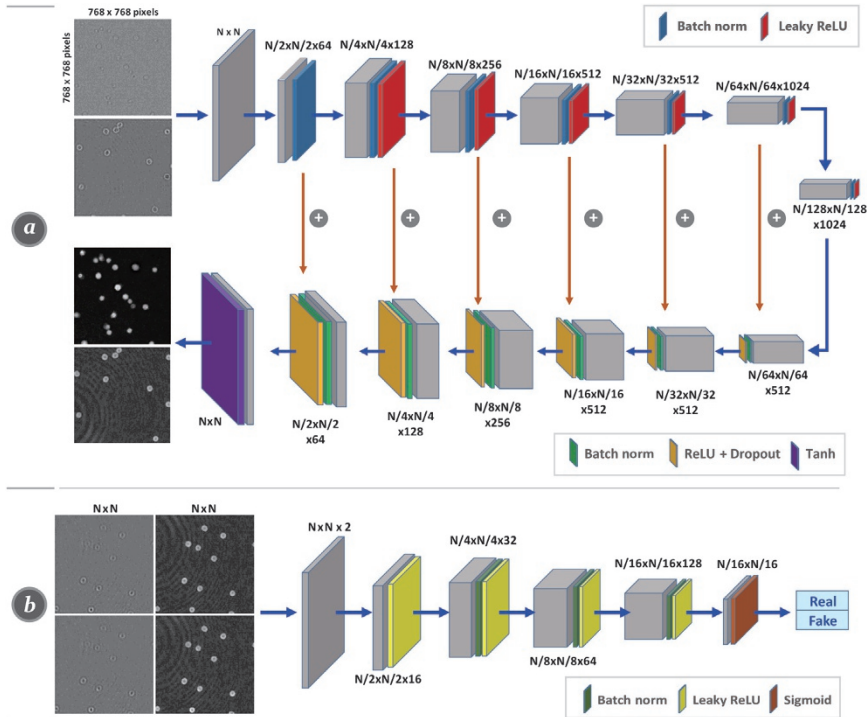 a
768 x 768 pixels
768 x 768 pixels
N x N
N/2xN/2x64
N/4xN/4x128
N/8xN/8x256
N/16xN/16x512
N/32xN/32x512
N/64xN/64x1024
Batch norm
Leaky ReLU
N/128xN/128
x1024
+
+
+
+
+
+
NxN
N/2xN/2
x64
N/4xN/4
x128
N/8xN/8
x256
N/16xN/16
x512
N/32xN/32
x512
N/64xN/64
x512
Batch norm
ReLU + Dropout
Tanh
b
N x N
N x N
N x N x 2
N/2xN/2x16
N/4xN/4x32
N/8xN/8x64
N/16xN/16x128
N/16xN/16
Real
Fake
Batch norm
Leaky ReLU
Sigmoid